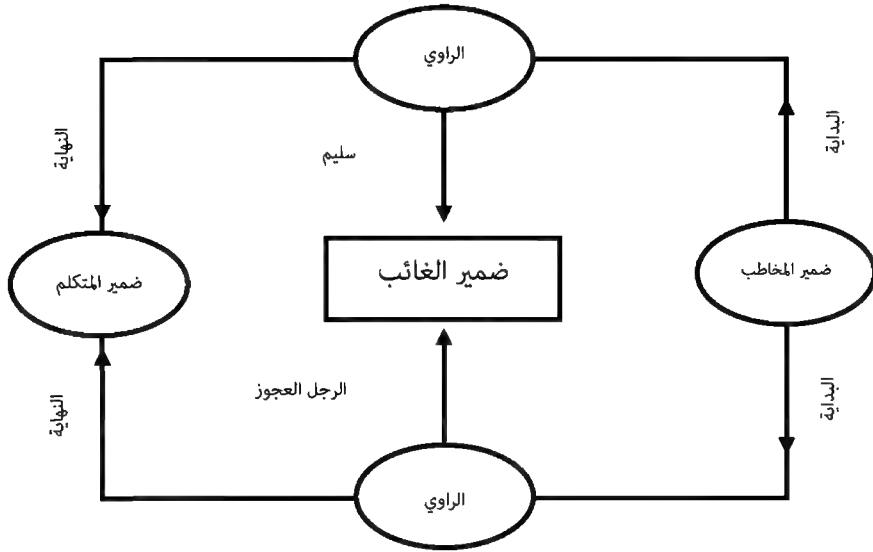 الراوي
البداية
النهاية
سليم
ضمير المخاطب
ضمير الغائب
ضمير المتكلم
البداية
الرجل العجوز
النهاية
الراوي